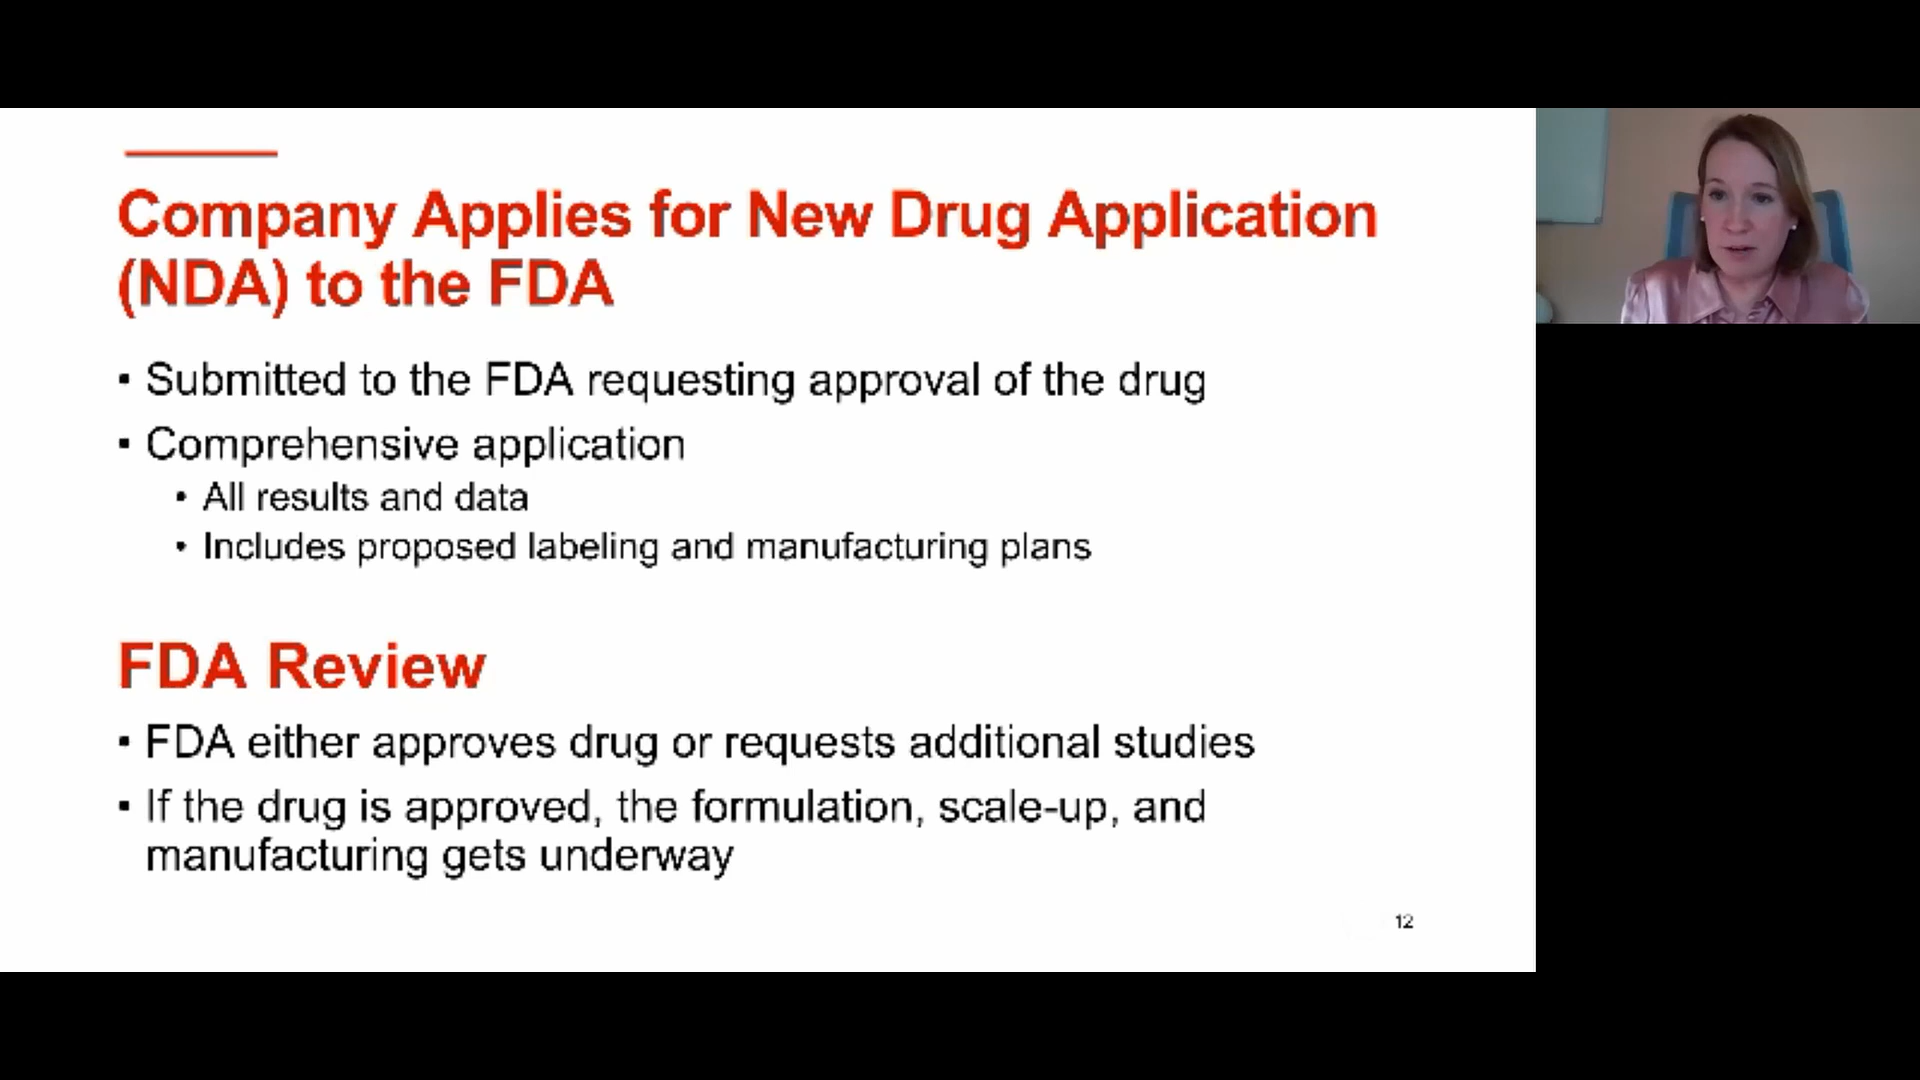 Company Applies for New Drug Application
(NDA) to the FDA
▪ Submitted to the FDA requesting approval of the drug
▪ Comprehensive application
• All results and data
• Includes proposed labeling and manufacturing plans
FDA Review
▪ FDA either approves drug or requests additional studies
▪ If the drug is approved, the formulation, scale-up, and
manufacturing gets underway
12